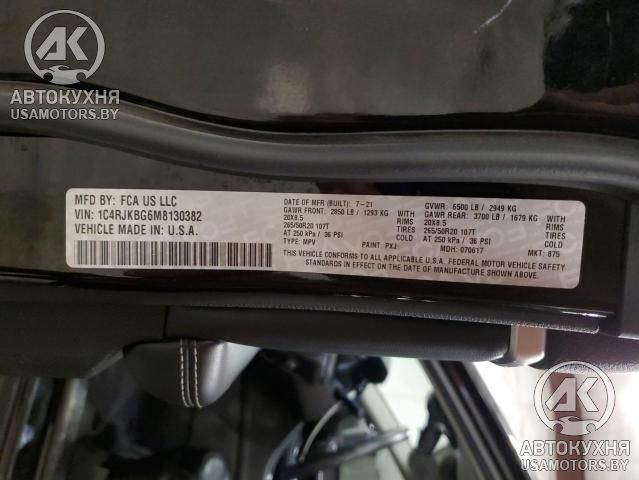 АК
АВТОКУХНЯ
USAMOTORS.BY
MFD BY: FCA US LLC
VIN: 1C4RJKBG6M8130382
VEHICLE MADE IN: U.S.A.
DATE OF MFR (BUILT): 7-21 GVWR: 6500 LB / 2949 KG
GAWR FRONT: 2850 LB / 1293 KG WITH GAWR REAR: 3700 LB / 1679 KG WITH
20X8.5 RIMS 20X8.5 RIMS
265/50R20 107T TIRES 265/50R20 107T TIRES
AT 250 kPa / 36 PSI COLD AT 250 kPa / 36 PSI COLD
TYPE: MPV PAINT: PXJ MDH: 070617 MKT: 875
THIS VEHICLE CONFORMS TO ALL APPLICABLE U.S.A. FEDERAL MOTOR VEHICLE SAFETY
STANDARDS IN EFFECT ON THE DATE OF MANUFACTURE SHOWN ABOVE.
АК
АВТОКУХНЯ
USAMOTORS.BY